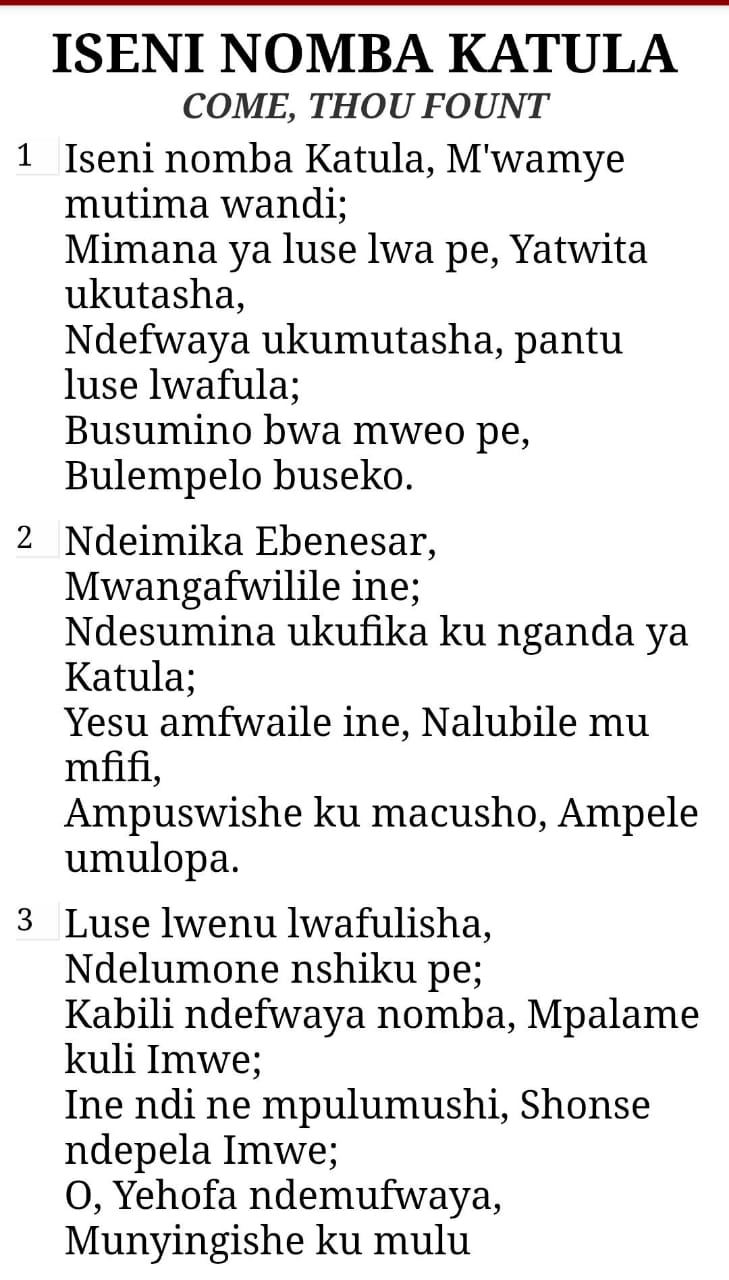 ISENI NOMBA KATULA
COME, THOU FOUNT
1 Iseni nomba Katula, M'wamye
mutima wandi;
Mimana ya luse lwa pe, Yatwita
ukutasha,
Ndefwaya ukumutasha, pantu
luse lwafula;
Busumino bwa mweo pe,
Bulempelo buseko.
2 Ndeimika Ebenesar,
Mwangafwilile ine;
Ndesumina ukufika ku nganda ya
Katula;
Yesu amfwaile ine, Nalubile mu
mfifi,
Ampuswishe ku macusho, Ampele
umulopa.
3 Luse lwenu lwafulisha,
Ndelumone nshiku pe;
Kabili ndefwaya nomba, Mpalame
kuli Imwe;
Ine ndi ne mpulumushi, Shonse
ndepela Imwe;
O, Yehofa ndemufwaya,
Munyingishe ku mulu